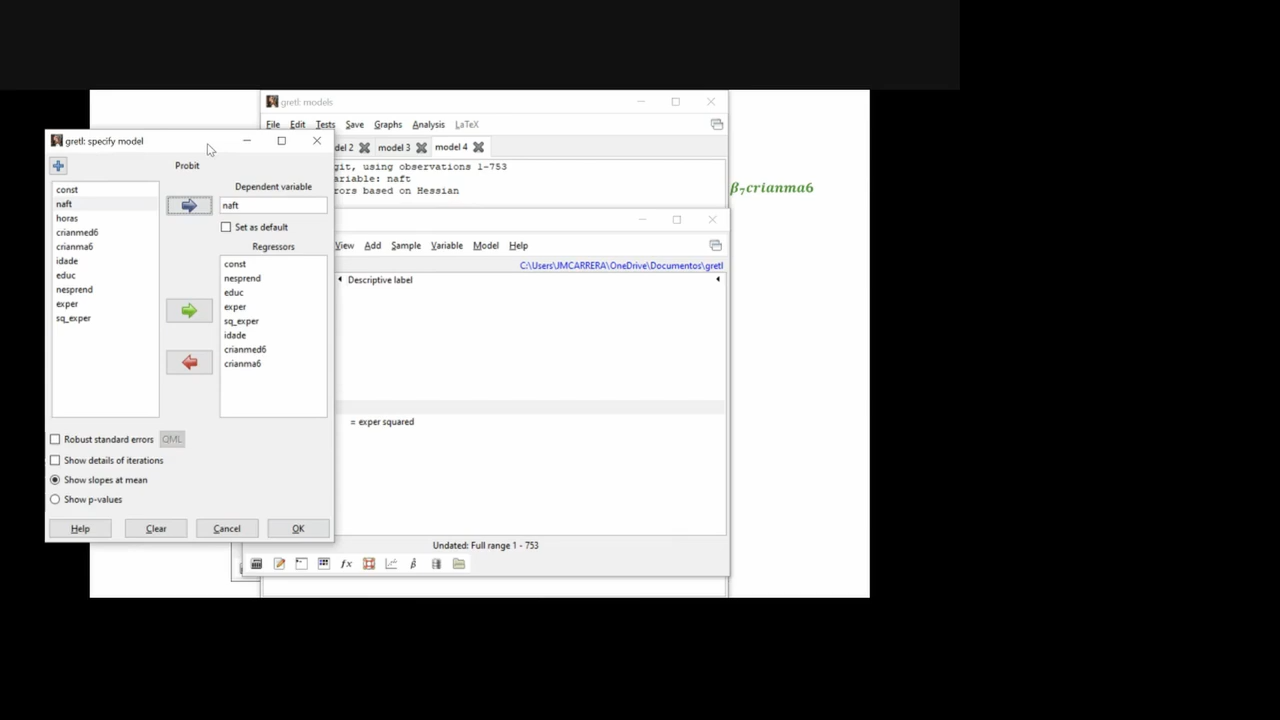 gretl: models
File Edit Tests Save Graphs Analysis LaTeX
del 2 model 3 model 4
git, using observations 1-753
ariable: naft
rors based on Hessian
β₇crianma6
gretl: specify model
Probit
const
naft
horas
crianmed6
crianma6
idade
educ
nesprend
exper
sq_exper
Dependent variable
naft
Set as default
Regressors
const
nesprend
educ
exper
sq_exper
idade
crianmed6
crianma6
Robust standard errors QML
Show details of iterations
Show slopes at mean
Show p-values
Help Clear Cancel OK
View Add Sample Variable Model Help
C:\Users\JMCARRERA\OneDrive\Documentos\gretl
Descriptive label
= exper squared
Undated: Full range 1 - 753
fx β̂